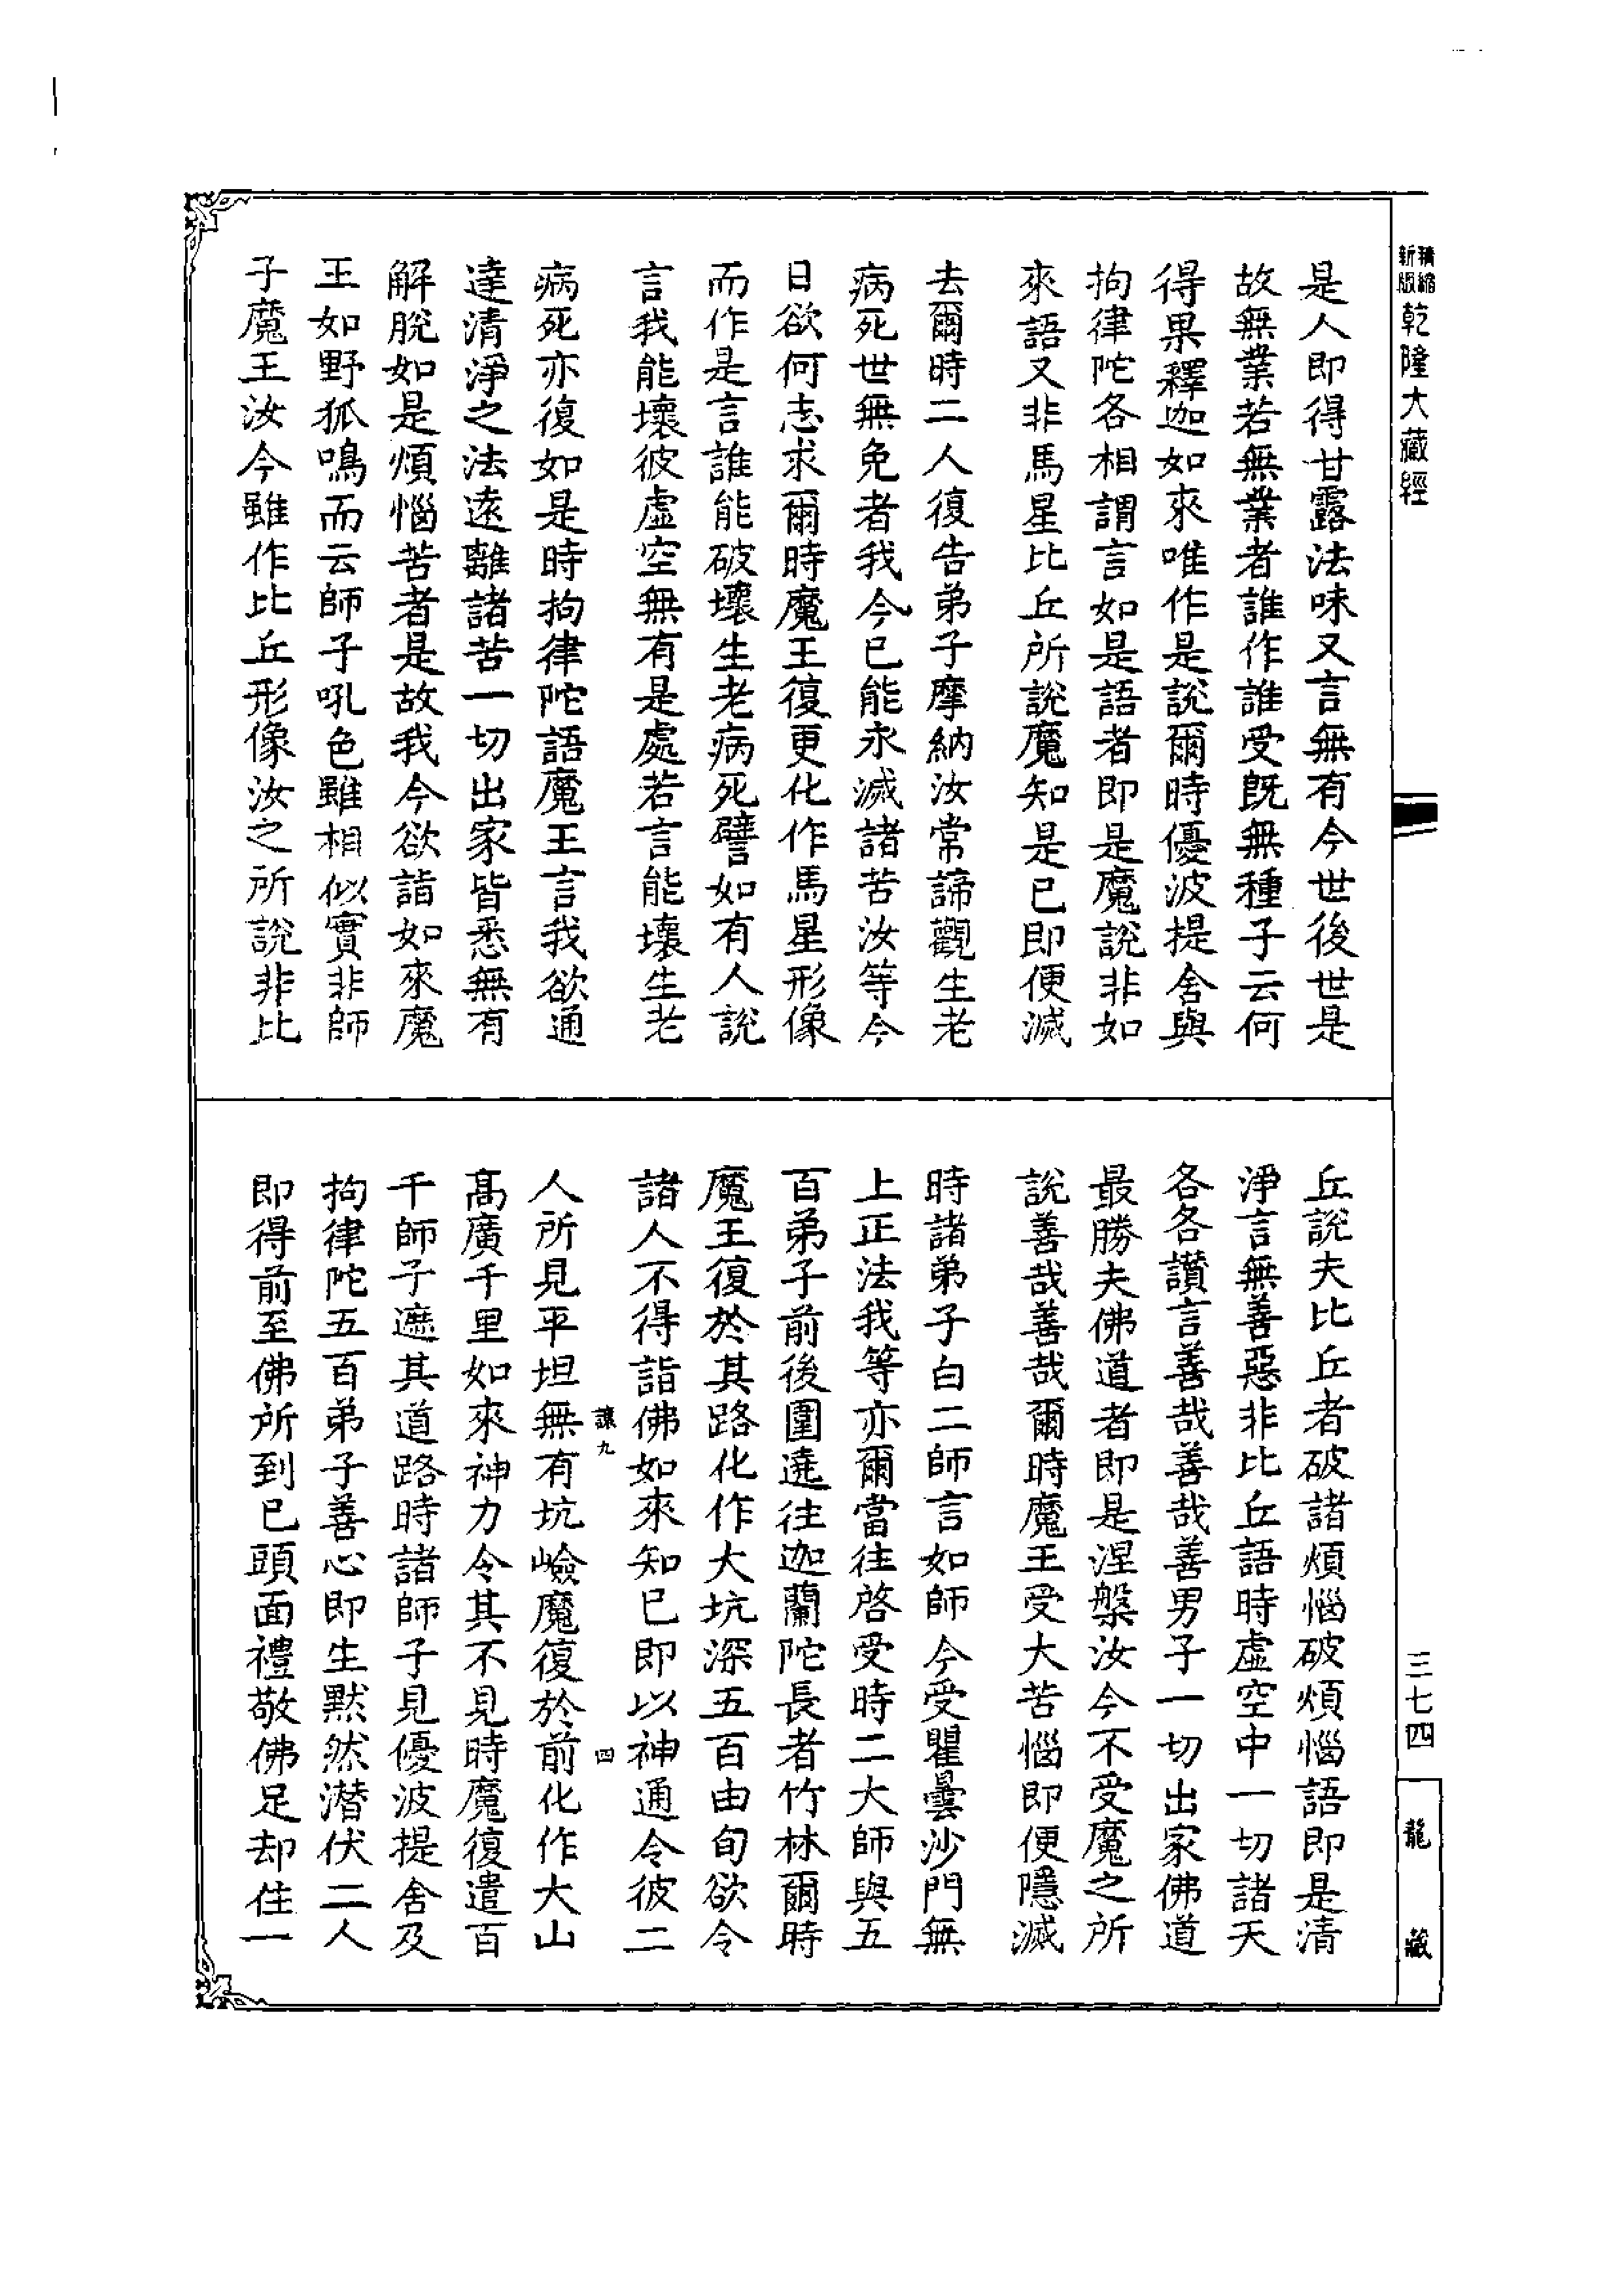 新版精縮乾隆大藏經
是人即得甘露法味又言無有今世後世是
故無業若無業者誰作誰受旣無種子云何
得果釋迦如來唯作是說爾時優波提舍與
拘律陀各相謂言如是語者即是魔說非如
來語又非馬星比丘所說魔知是已即便滅
去爾時二人復告弟子摩納汝常諦觀生老
病死世無免者我今已能永滅諸苦汝等今
日欲何志求爾時魔王復更化作馬星形像
而作是言誰能破壞生老病死譬如有人說
言我能壞彼虛空無有是處若言能壞生老
病死亦復如是時拘律陀語魔王言我欲通
達清淨之法遠離諸苦一切出家皆悉無有
解脫如是煩惱苦者是故我今欲詣如來魔
王如野狐鳴而云師子吼色雖相似實非師
子魔王汝今雖作比丘形像汝之所說非比
丘說夫比丘者破諸煩惱破煩惱語即是清
淨言無善惡非比丘語時虛空中一切諸天
各各讚言善哉善哉善男子一切出家佛道
最勝夫佛道者即是涅槃汝今不受魔之所
說善哉善哉爾時魔王受大苦惱即便隱滅
時諸弟子白二師言如師今受瞿曇沙門無
上正法我等亦爾當往啓受時二大師與五
百弟子前後圍遶往迦蘭陀長者竹林爾時
魔王復於其路化作大坑深五百由旬欲令
諸人不得詣佛如來知已即以神通令彼二
讓九 四
人所見平坦無有坑嶮魔復於前化作大山
高廣千里如來神力令其不見時魔復遣百
千師子遮其道路時諸師子見優波提舍及
拘律陀五百弟子善心即生默然潛伏二人
即得前至佛所到已頭面禮敬佛足却住一
三七四
龍藏